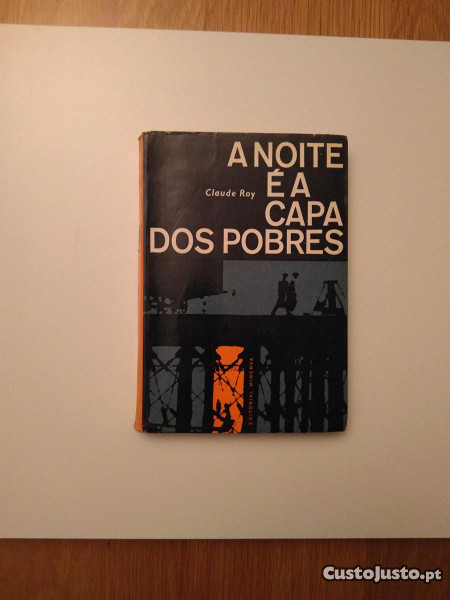 A NOITE
É A
Claude Roy
CAPA
DOS POBRES
EDITORIAL MINERVA
CustoJusto.pt